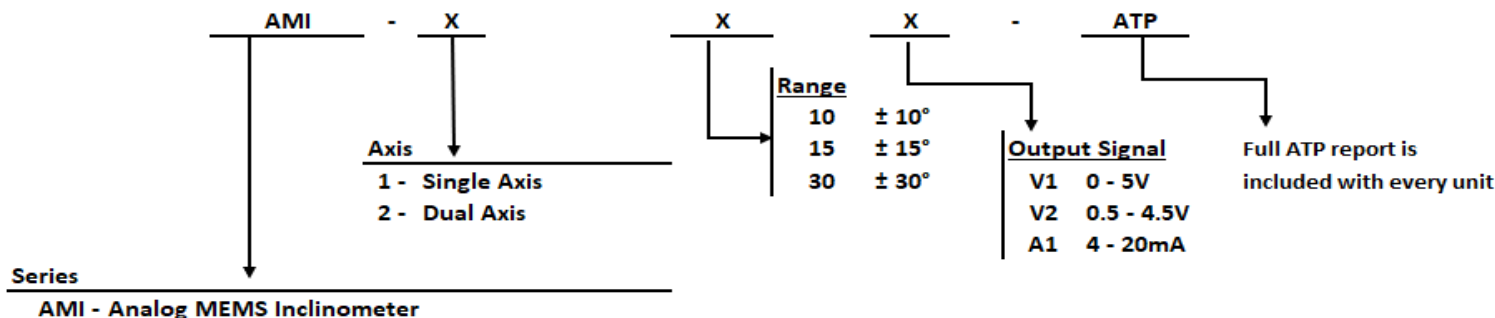 AMI - X X X - ATP
Range
10 ± 10°
15 ± 15°
30 ± 30°
Axis
1 - Single Axis
2 - Dual Axis
Output Signal
V1 0 - 5V
V2 0.5 - 4.5V
A1 4 - 20mA
Full ATP report is
included with every unit
Series
AMI - Analog MEMS Inclinometer